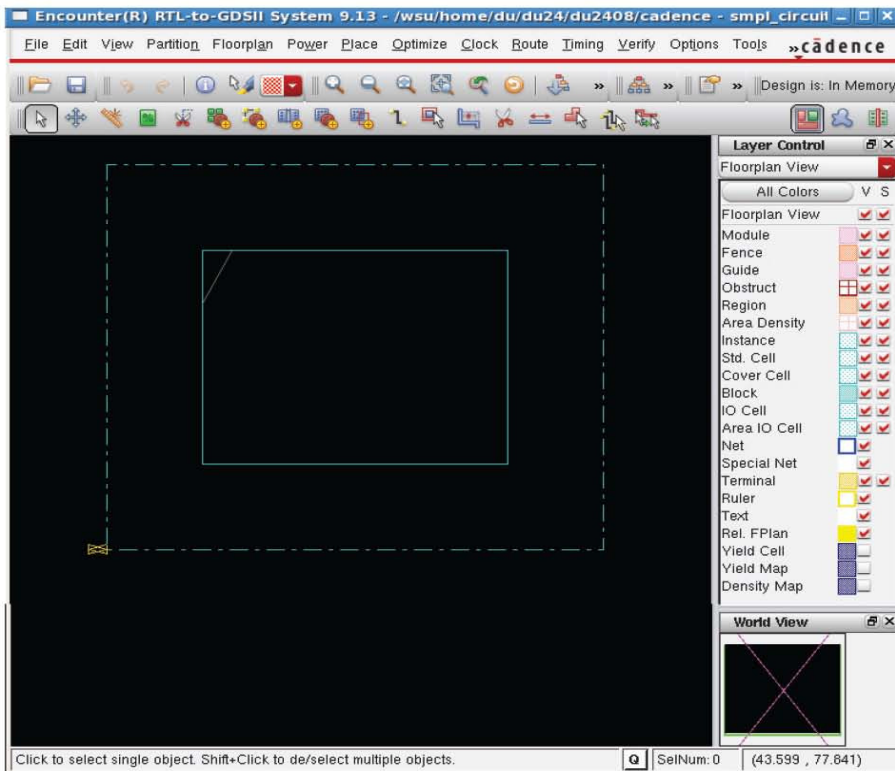 Encounter(R) RTL-to-GDSII System 9.13 - /wsu/home/du/du24/du2408/cadence - smpl_circuit
File Edit View Partition Floorplan Power Place Optimize Clock Route Timing Verify Options Tools » cādence
» » » Design is: In Memory
Layer Control
Floorplan View
All Colors V S
Floorplan View
Module
Fence
Guide
Obstruct
Region
Area Density
Instance
Std. Cell
Cover Cell
Block
IO Cell
Area IO Cell
Net
Special Net
Terminal
Ruler
Text
Rel. FPlan
Yield Cell
Yield Map
Density Map
World View
Click to select single object. Shift+Click to de/select multiple objects. Q SelNum: 0 (43.599 , 77.841)